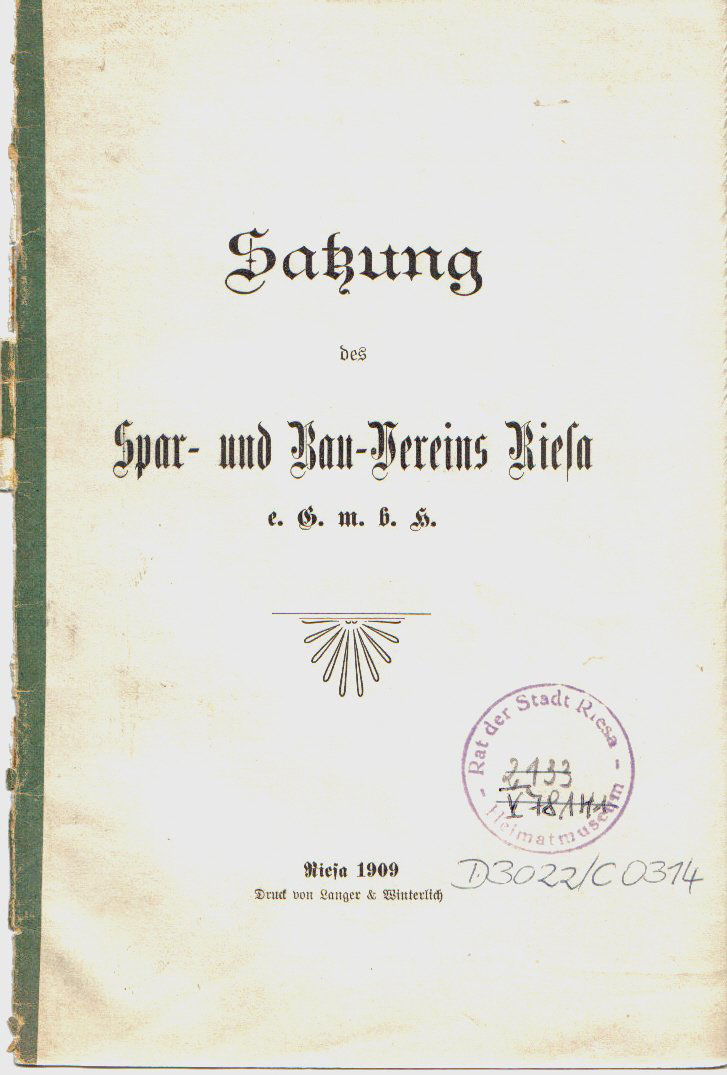 Satzung
des
Spar- und Bau-Vereins Riesa
e. G. m. b. H.
- Rat der Stadt Riesa -
2133
V 78/141
Heimatmuseum
Riesa 1909
D3022/C0314
Druck von Langer & Winterlich